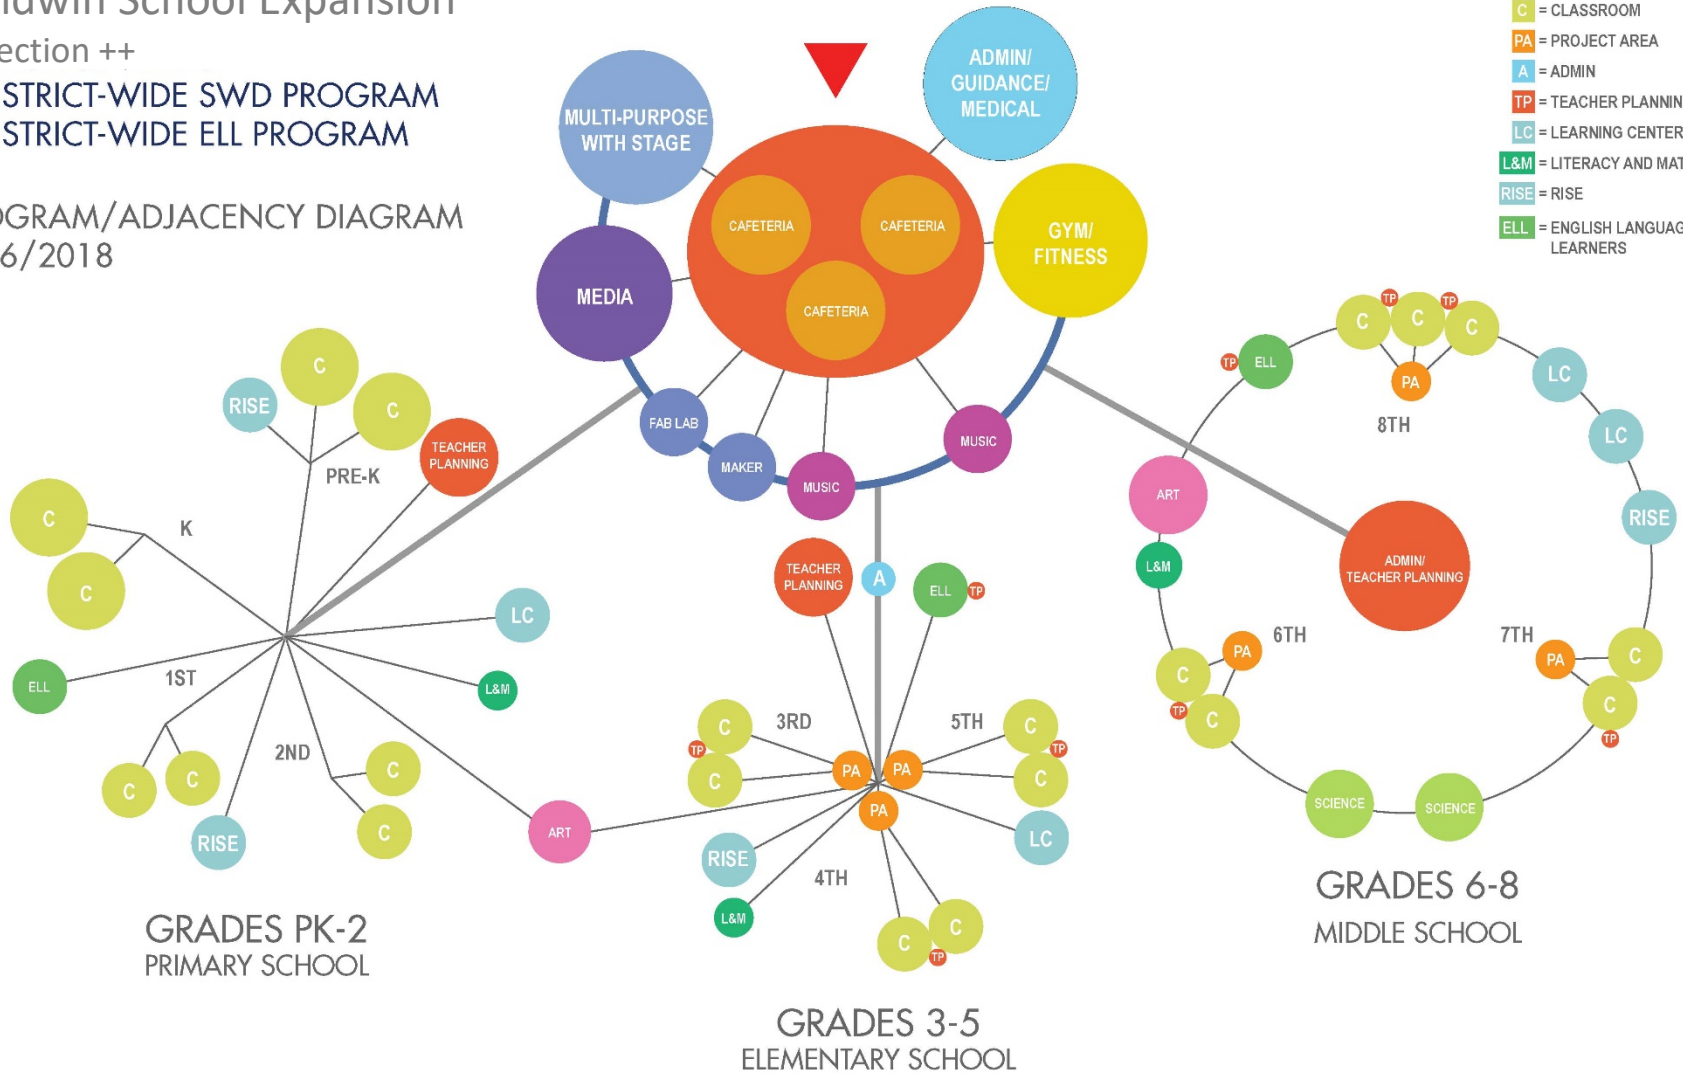 ldwin School Expansion
ection ++
STRICT-WIDE SWD PROGRAM
STRICT-WIDE ELL PROGRAM
OGRAM/ADJACENCY DIAGRAM
6/2018
C = CLASSROOM
PA = PROJECT AREA
A = ADMIN
TP = TEACHER PLANNIN
LC = LEARNING CENTER
L&M = LITERACY AND MAT
RISE = RISE
ELL = ENGLISH LANGUAG
LEARNERS
MULTI-PURPOSE
WITH STAGE
ADMIN/
GUIDANCE/
MEDICAL
CAFETERIA
CAFETERIA
CAFETERIA
GYM/
FITNESS
MEDIA
FAB LAB
MAKER
MUSIC
MUSIC
C
RISE
C
TEACHER
PLANNING
PRE-K
C
K
C
LC
ELL
1ST
L&M
2ND
C
C
C
C
RISE
ART
GRADES PK-2
PRIMARY SCHOOL
TEACHER
PLANNING
A
ELL
TP
C
3RD
TP
C
PA
PA
PA
5TH
C
TP
C
RISE
LC
4TH
L&M
C
C
TP
GRADES 3-5
ELEMENTARY SCHOOL
TP
TP
C
C
C
TP
ELL
PA
8TH
LC
LC
ART
RISE
L&M
ADMIN/
TEACHER PLANNING
6TH
PA
C
TP
C
7TH
PA
C
C
TP
SCIENCE
SCIENCE
GRADES 6-8
MIDDLE SCHOOL